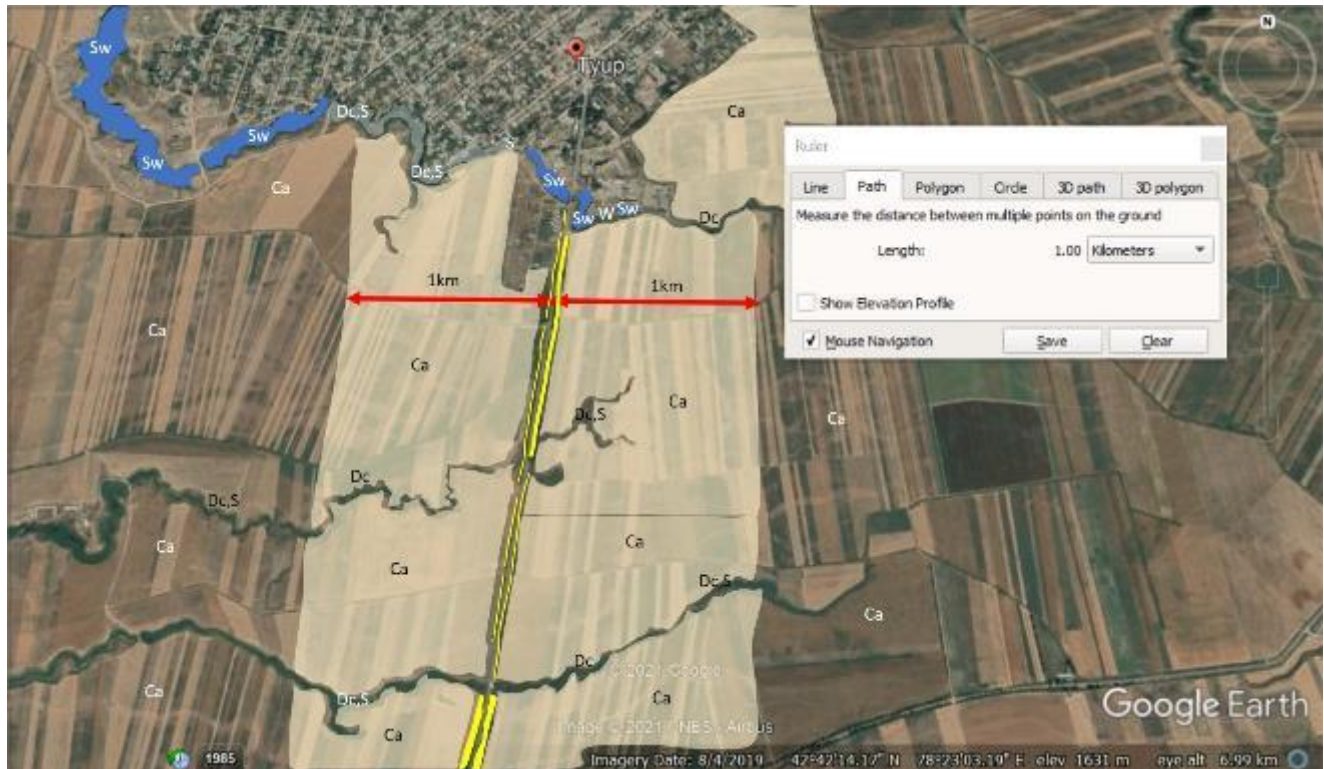 N
Sw
Tyup
Ca
Dc,S
Sw
Sw
S
Dc,S
Sw
Ca
Sw W Sw
Dc
Ruler
Line Path Polygon Circle 3D path 3D polygon
Measure the distance between multiple points on the ground
Length: 1.00 Kilometers
Show Elevation Profile
Mouse Navigation Save Clear
1km 1km
Ca
Ca
Ca
Dc,S
Ca
Dc
Dc,S
Ca
Ca
Ca
Dc,S
Ca
Dc
© 2021 Google
Ca
Dc,S
Ca
Ca
Google Earth
Image © 2021 CNES / Airbus
1985 Imagery Date: 8/4/2019 42°42'14.17" N 78°23'03.19" E elev 1631 m eye alt 6.99 km